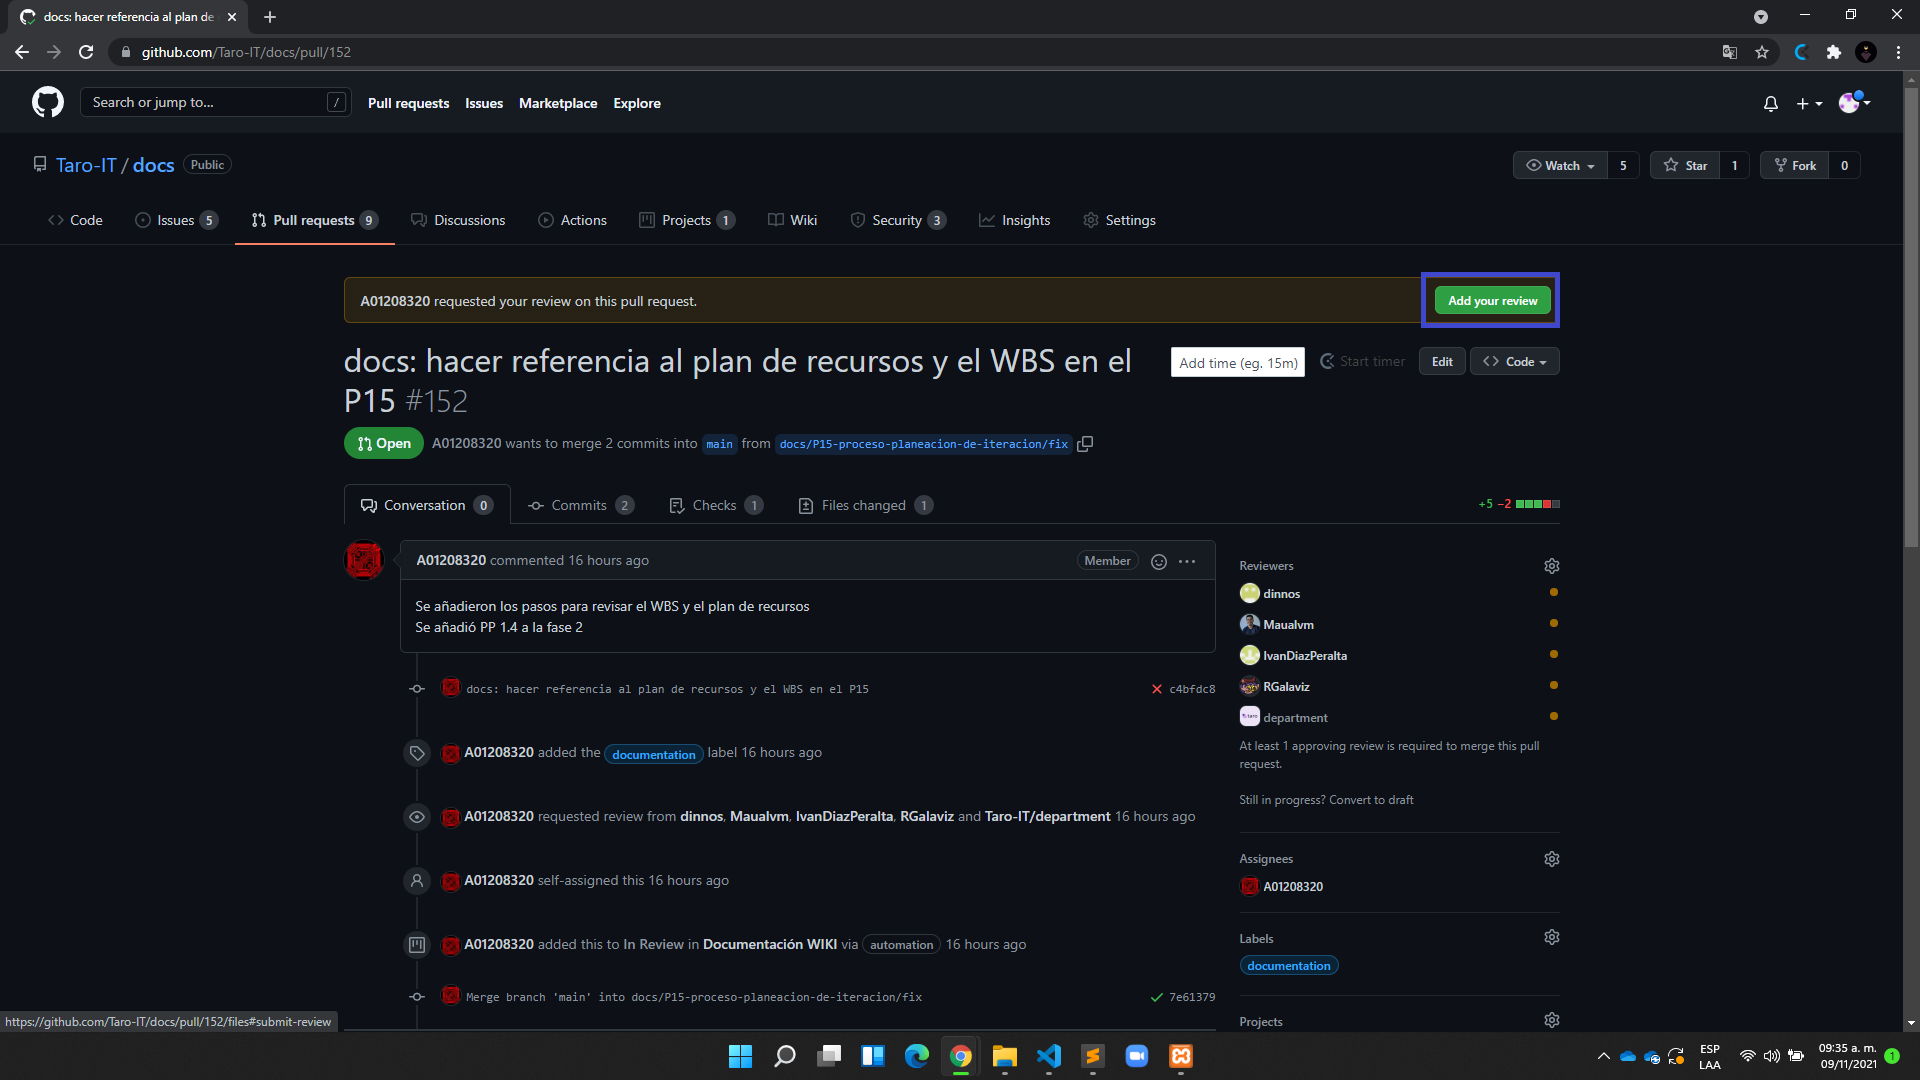 docs: hacer referencia al plan de
github.com/Taro-IT/docs/pull/152
Search or jump to... /
Pull requests Issues Marketplace Explore
Taro-IT / docs Public
Watch 5 Star 1 Fork 0
Code Issues 5 Pull requests 9 Discussions Actions Projects 1 Wiki Security 3 Insights Settings
A01208320 requested your review on this pull request.
Add your review
docs: hacer referencia al plan de recursos y el WBS en el
P15 #152
Add time (eg. 15m) Start timer Edit Code
Open A01208320 wants to merge 2 commits into main from docs/P15-proceso-planeacion-de-iteracion/fix
Conversation 0 Commits 2 Checks 1 Files changed 1
+5 −2
A01208320 commented 16 hours ago
Member
Se añadieron los pasos para revisar el WBS y el plan de recursos
Se añadió PP 1.4 a la fase 2
docs: hacer referencia al plan de recursos y el WBS en el P15 c4bfdc8
A01208320 added the documentation label 16 hours ago
A01208320 requested review from dinnos, Maualvm, IvanDiazPeralta, RGalaviz and Taro-IT/department 16 hours ago
A01208320 self-assigned this 16 hours ago
A01208320 added this to In Review in Documentación WIKI via automation 16 hours ago
Merge branch 'main' into docs/P15-proceso-planeacion-de-iteracion/fix 7e61379
Reviewers
dinnos
Maualvm
IvanDiazPeralta
RGalaviz
department
At least 1 approving review is required to merge this pull
request.
Still in progress? Convert to draft
Assignees
A01208320
Labels
documentation
Projects
https://github.com/Taro-IT/docs/pull/152/files#submit-review
ESP
LAA
09:35 a. m.
09/11/2021
1